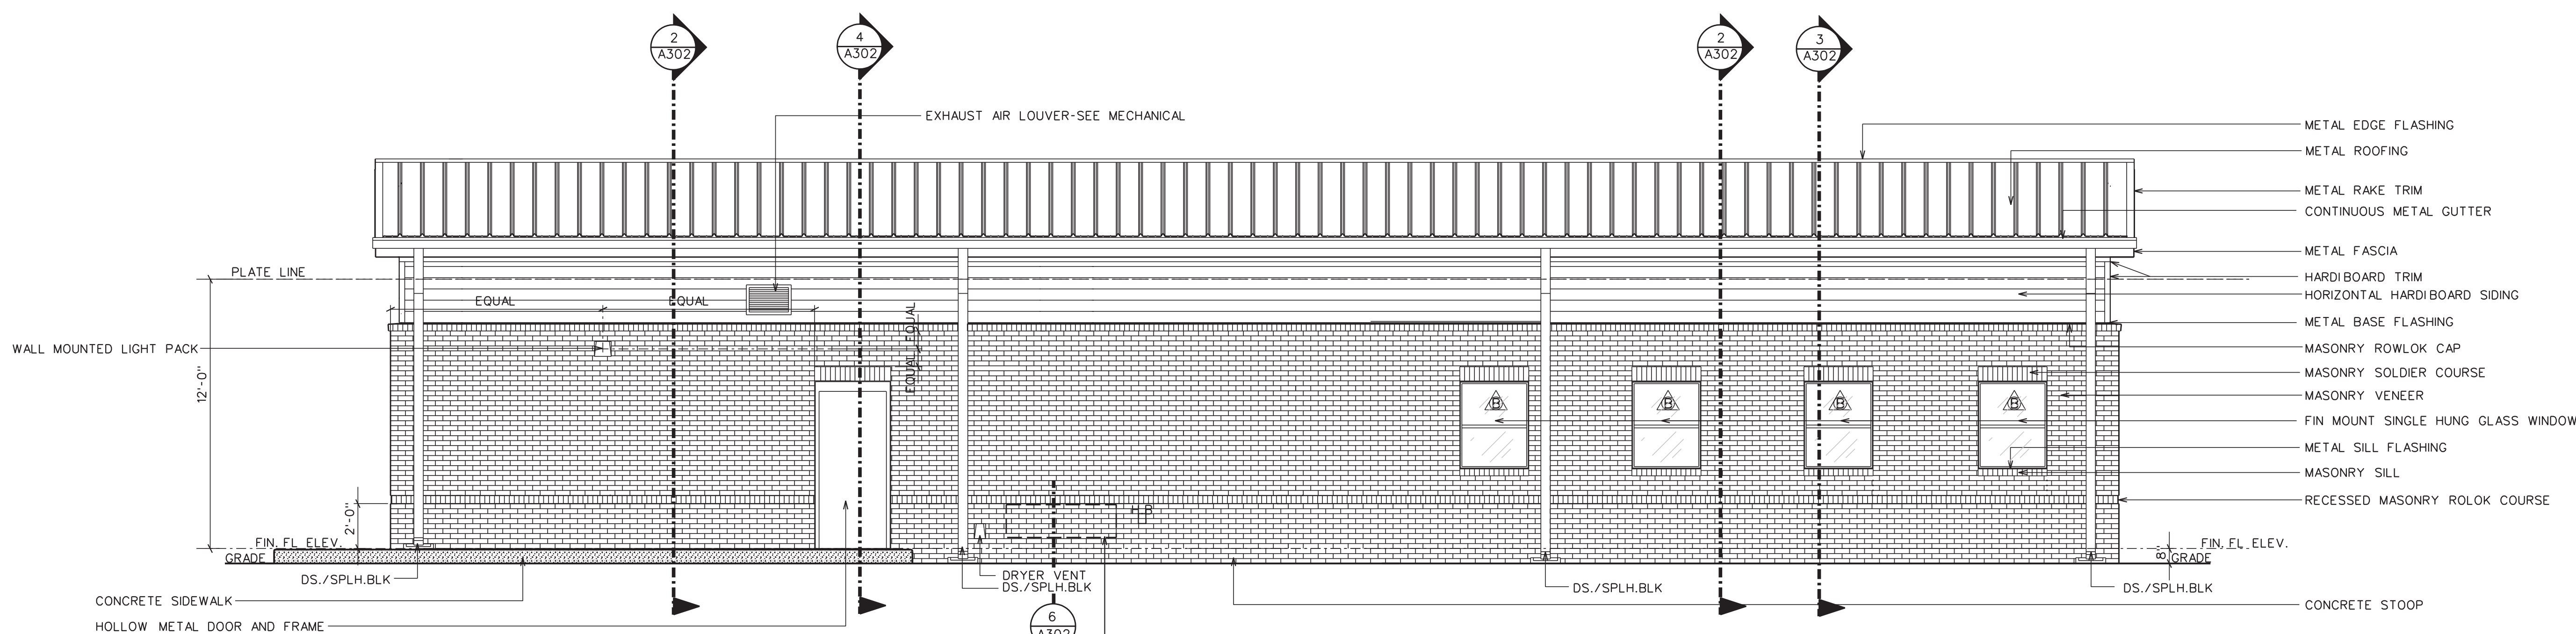 2
A302
4
A302
2
A302
3
A302
EXHAUST AIR LOUVER-SEE MECHANICAL
METAL EDGE FLASHING
METAL ROOFING
METAL RAKE TRIM
CONTINUOUS METAL GUTTER
METAL FASCIA
PLATE LINE
HARDIBOARD TRIM
HORIZONTAL HARDIBOARD SIDING
EQUAL
EQUAL
EQUAL
EQUAL
METAL BASE FLASHING
WALL MOUNTED LIGHT PACK
MASONRY ROWLOK CAP
12'-0"
MASONRY SOLDIER COURSE
MASONRY VENEER
B
B
B
B
FIN MOUNT SINGLE HUNG GLASS WINDOW
METAL SILL FLASHING
MASONRY SILL
RECESSED MASONRY ROLOK COURSE
2'-0"
FIN. FL ELEV.
GRADE
FIN. FL ELEV.
8"
GRADE
DS./SPLH.BLK
DRYER VENT
DS./SPLH.BLK
DS./SPLH.BLK
DS./SPLH.BLK
CONCRETE SIDEWALK
CONCRETE STOOP
HOLLOW METAL DOOR AND FRAME
6
A302